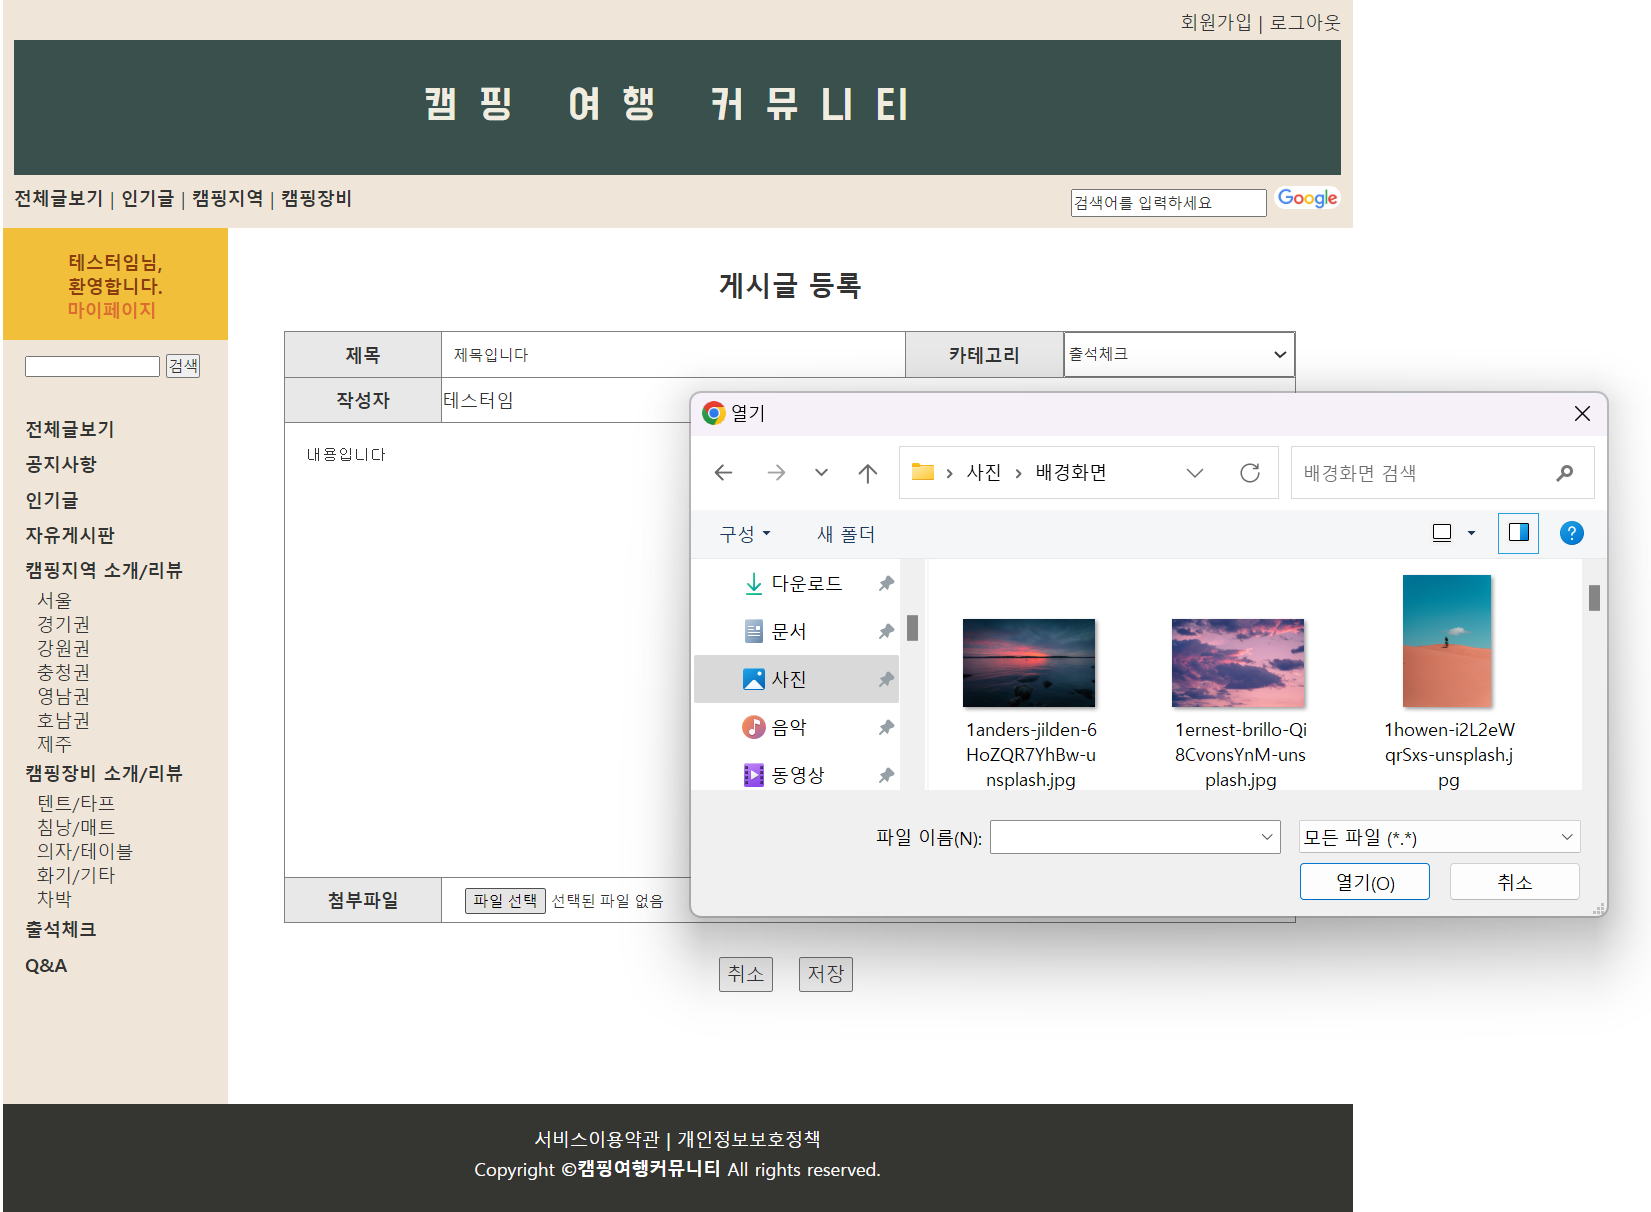 회원가입 | 로그아웃
캠핑 여행 커뮤니티
전체글보기 | 인기글 | 캠핑지역 | 캠핑장비
검색어를 입력하세요
Google
테스터임님,
환영합니다.
마이페이지
검색
전체글보기
공지사항
인기글
자유게시판
캠핑지역 소개/리뷰
서울
경기권
강원권
충청권
영남권
호남권
제주
캠핑장비 소개/리뷰
텐트/타프
침낭/매트
의자/테이블
화기/기타
차박
출석체크
Q&A
게시글 등록
제목 제목입니다 카테고리 출석체크
작성자 테스터임
내용입니다
첨부파일 파일 선택 선택된 파일 없음
취소 저장
열기
사진 > 배경화면
배경화면 검색
구성 새 폴더
다운로드
문서
사진
음악
동영상
1anders-jilden-6
HoZQR7YhBw-u
nsplash.jpg
1ernest-brillo-Qi
8CvonsYnM-uns
plash.jpg
1howen-i2L2eW
qrSxs-unsplash.j
pg
파일 이름(N): 모든 파일 (*.*)
열기(O) 취소
서비스이용약관 | 개인정보보호정책
Copyright ©캠핑여행커뮤니티 All rights reserved.